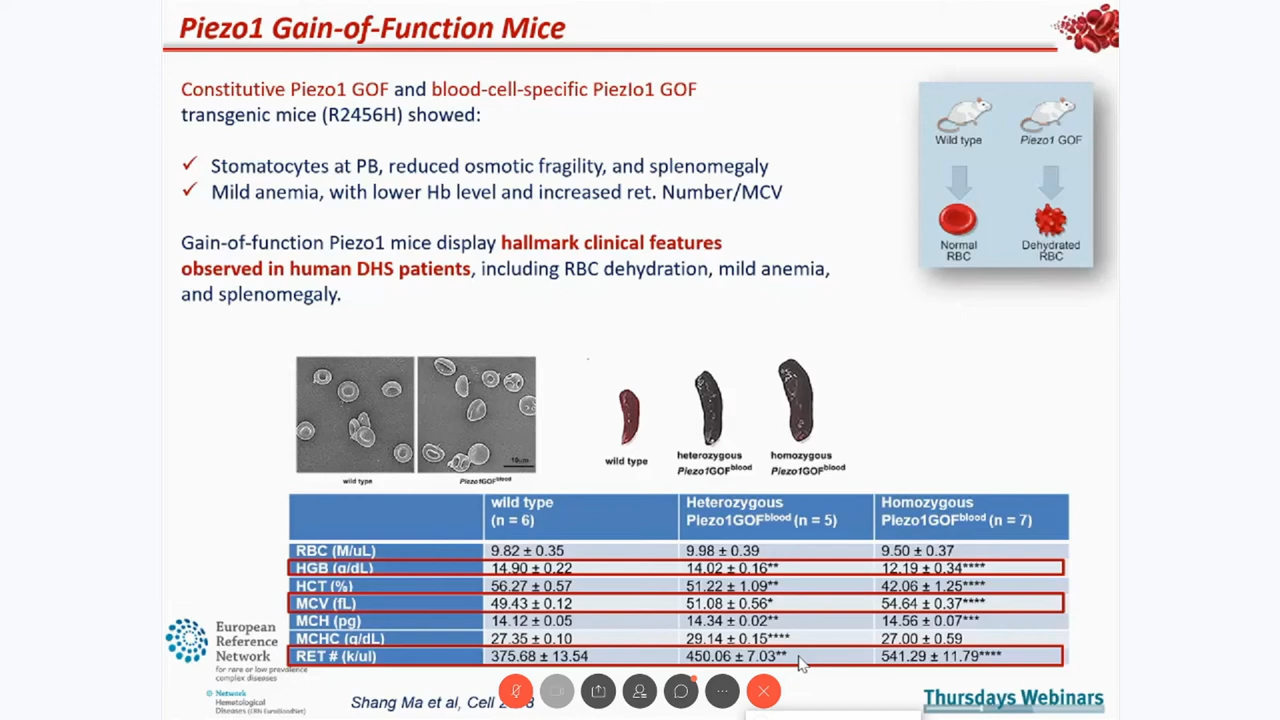 Piezo1 Gain-of-Function Mice
Constitutive Piezo1 GOF and blood-cell-specific PiezIo1 GOF
transgenic mice (R2456H) showed:
✓ Stomatocytes at PB, reduced osmotic fragility, and splenomegaly
✓ Mild anemia, with lower Hb level and increased ret. Number/MCV
Gain-of-function Piezo1 mice display hallmark clinical features
observed in human DHS patients, including RBC dehydration, mild anemia,
and splenomegaly.
Wild type Piezo1 GOF
Normal RBC Dehydrated RBC
10um
wild type Piezo1GOFblood
wild type
heterozygous
Piezo1GOFblood
homozygous
Piezo1GOFblood
wild type (n = 6) Heterozygous Piezo1GOFblood (n = 5) Homozygous Piezo1GOFblood (n = 7)
RBC (M/uL) 9.82 ± 0.35 9.98 ± 0.39 9.50 ± 0.37
HGB (g/dL) 14.90 ± 0.22 14.02 ± 0.16** 12.19 ± 0.34****
HCT (%) 56.27 ± 0.57 51.22 ± 1.09** 42.06 ± 1.25****
MCV (fL) 49.43 ± 0.12 51.08 ± 0.56* 54.64 ± 0.37****
MCH (pg) 14.12 ± 0.05 14.34 ± 0.02** 14.56 ± 0.07***
MCHC (g/dL) 27.35 ± 0.10 29.14 ± 0.15**** 27.00 ± 0.59
RET # (k/ul) 375.68 ± 13.54 450.06 ± 7.03** 541.29 ± 11.79****
European
Reference
Network
for rare or low prevalence
complex diseases
Network
Hematological
Diseases (ERN EuroBloodNet)
Shang Ma et al, Cell
Thursdays Webinars